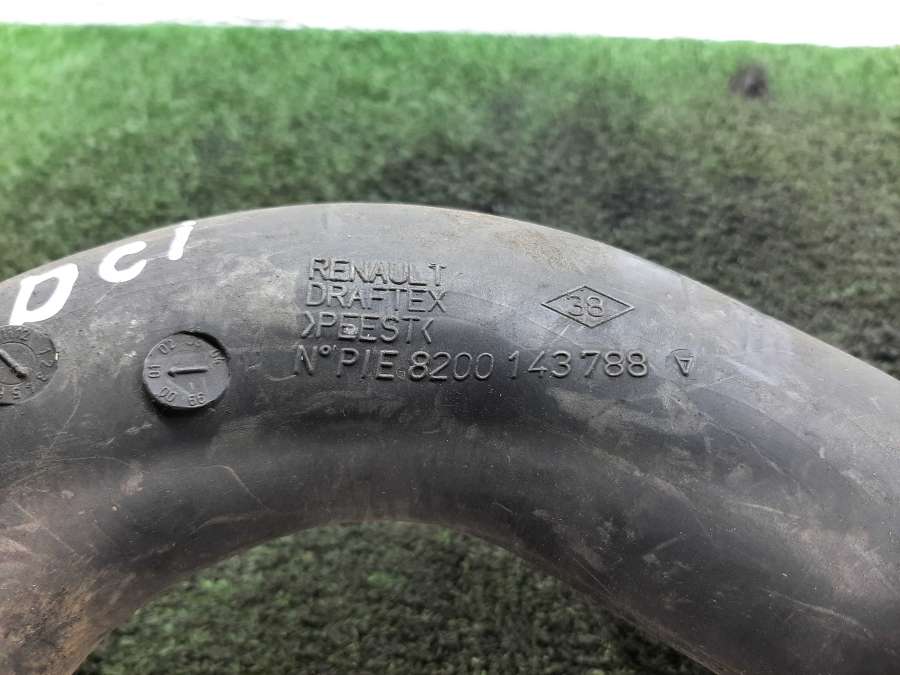 DCI
RENAULT
DRAFTEX
>PEEST<
N° PIE 8200 143 788 A
38